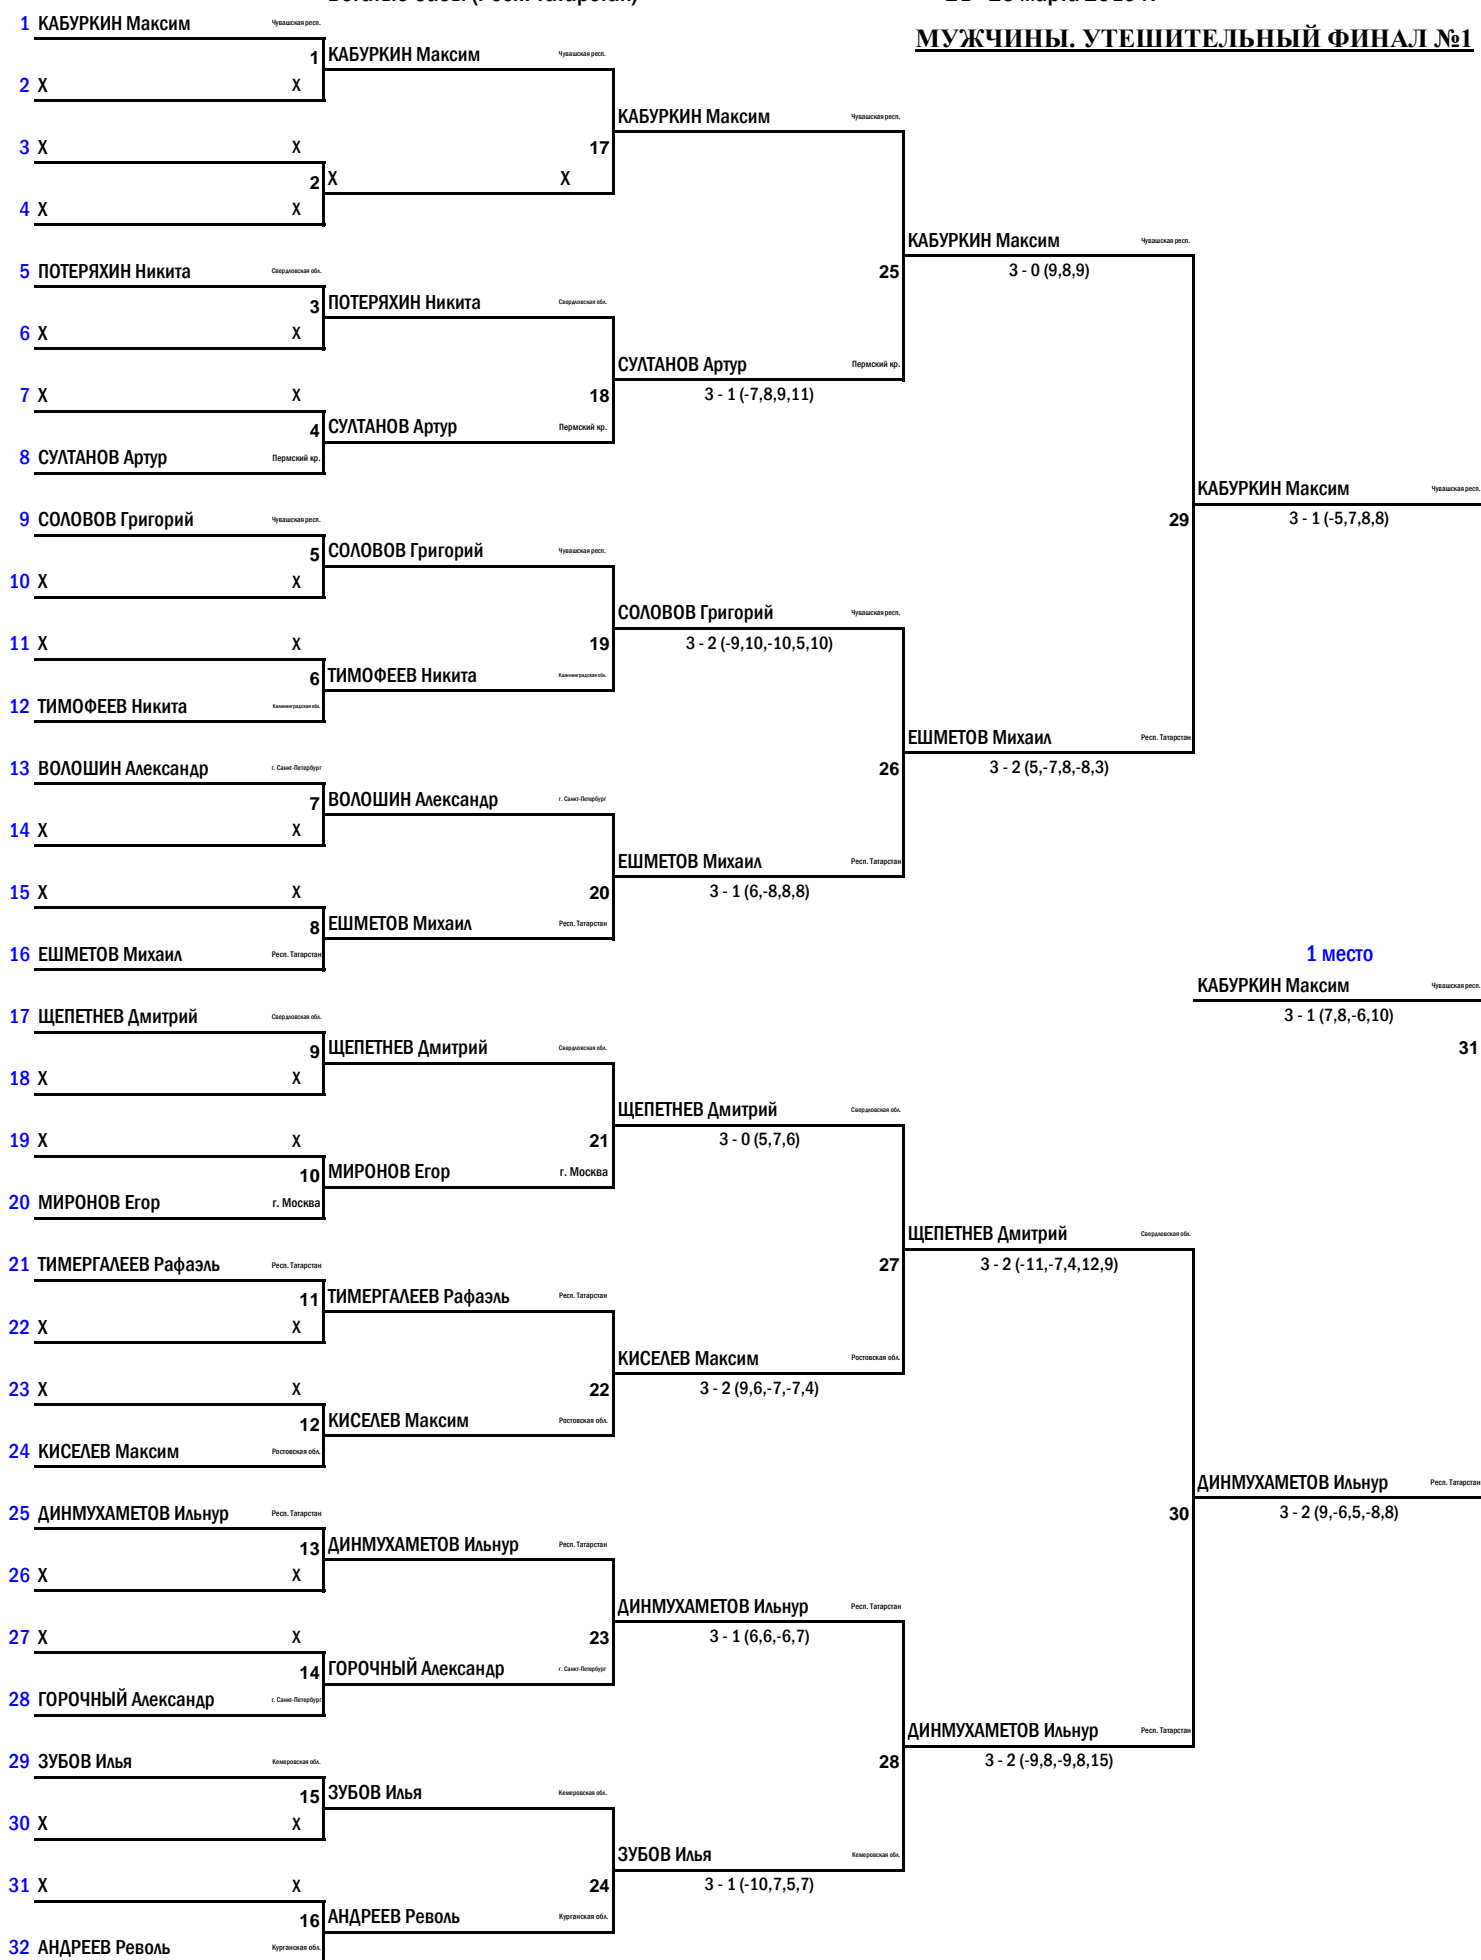 МУЖЧИНЫ. УТЕШИТЕЛЬНЫЙ ФИНАЛ №1
1 КАБУРКИН Максим Чувашская респ.
1 КАБУРКИН Максим Чувашская респ.
2 X X
КАБУРКИН Максим Чувашская респ.
3 X X 17
2 X X
4 X X
КАБУРКИН Максим Чувашская респ.
5 ПОТЕРЯХИН Никита Свердловская обл. 25 3 - 0 (9,8,9)
3 ПОТЕРЯХИН Никита Свердловская обл.
6 X X
СУЛТАНОВ Артур Пермский кр.
7 X X 18 3 - 1 (-7,8,9,11)
4 СУЛТАНОВ Артур Пермский кр.
8 СУЛТАНОВ Артур Пермский кр.
КАБУРКИН Максим Чувашская респ.
9 СОЛОВОВ Григорий Чувашская респ. 29 3 - 1 (-5,7,8,8)
5 СОЛОВОВ Григорий Чувашская респ.
10 X X
СОЛОВОВ Григорий Чувашская респ.
11 X X 19 3 - 2 (-9,10,-10,5,10)
6 ТИМОФЕЕВ Никита Калининградская обл.
12 ТИМОФЕЕВ Никита Калининградская обл.
ЕШМЕТОВ Михаил Респ. Татарстан
13 ВОЛОШИН Александр г. Санкт-Петербург 26 3 - 2 (5,-7,8,-8,3)
7 ВОЛОШИН Александр г. Санкт-Петербург
14 X X
ЕШМЕТОВ Михаил Респ. Татарстан
15 X X 20 3 - 1 (6,-8,8,8)
8 ЕШМЕТОВ Михаил Респ. Татарстан
16 ЕШМЕТОВ Михаил Респ. Татарстан 1 место
КАБУРКИН Максим Чувашская респ.
17 ЩЕПЕТНЕВ Дмитрий Свердловская обл. 3 - 1 (7,8,-6,10)
9 ЩЕПЕТНЕВ Дмитрий Свердловская обл. 31
18 X X
ЩЕПЕТНЕВ Дмитрий Свердловская обл.
19 X X 21 3 - 0 (5,7,6)
10 МИРОНОВ Егор г. Москва
20 МИРОНОВ Егор г. Москва
ЩЕПЕТНЕВ Дмитрий Свердловская обл.
21 ТИМЕРГАЛЕЕВ Рафаэль Респ. Татарстан 27 3 - 2 (-11,-7,4,12,9)
11 ТИМЕРГАЛЕЕВ Рафаэль Респ. Татарстан
22 X X
КИСЕЛЕВ Максим Ростовская обл.
23 X X 22 3 - 2 (9,6,-7,-7,4)
12 КИСЕЛЕВ Максим Ростовская обл.
24 КИСЕЛЕВ Максим Ростовская обл.
ДИНМУХАМЕТОВ Ильнур Респ. Татарстан
25 ДИНМУХАМЕТОВ Ильнур Респ. Татарстан 30 3 - 2 (9,-6,5,-8,8)
13 ДИНМУХАМЕТОВ Ильнур Респ. Татарстан
26 X X
ДИНМУХАМЕТОВ Ильнур Респ. Татарстан
27 X X 23 3 - 1 (6,6,-6,7)
14 ГОРОЧНЫЙ Александр г. Санкт-Петербург
28 ГОРОЧНЫЙ Александр г. Санкт-Петербург
ДИНМУХАМЕТОВ Ильнур Респ. Татарстан
29 ЗУБОВ Илья Кемеровская обл. 28 3 - 2 (-9,8,-9,8,15)
15 ЗУБОВ Илья Кемеровская обл.
30 X X
ЗУБОВ Илья Кемеровская обл.
31 X X 24 3 - 1 (-10,7,5,7)
16 АНДРЕЕВ Револь Курганская обл.
32 АНДРЕЕВ Револь Курганская обл.